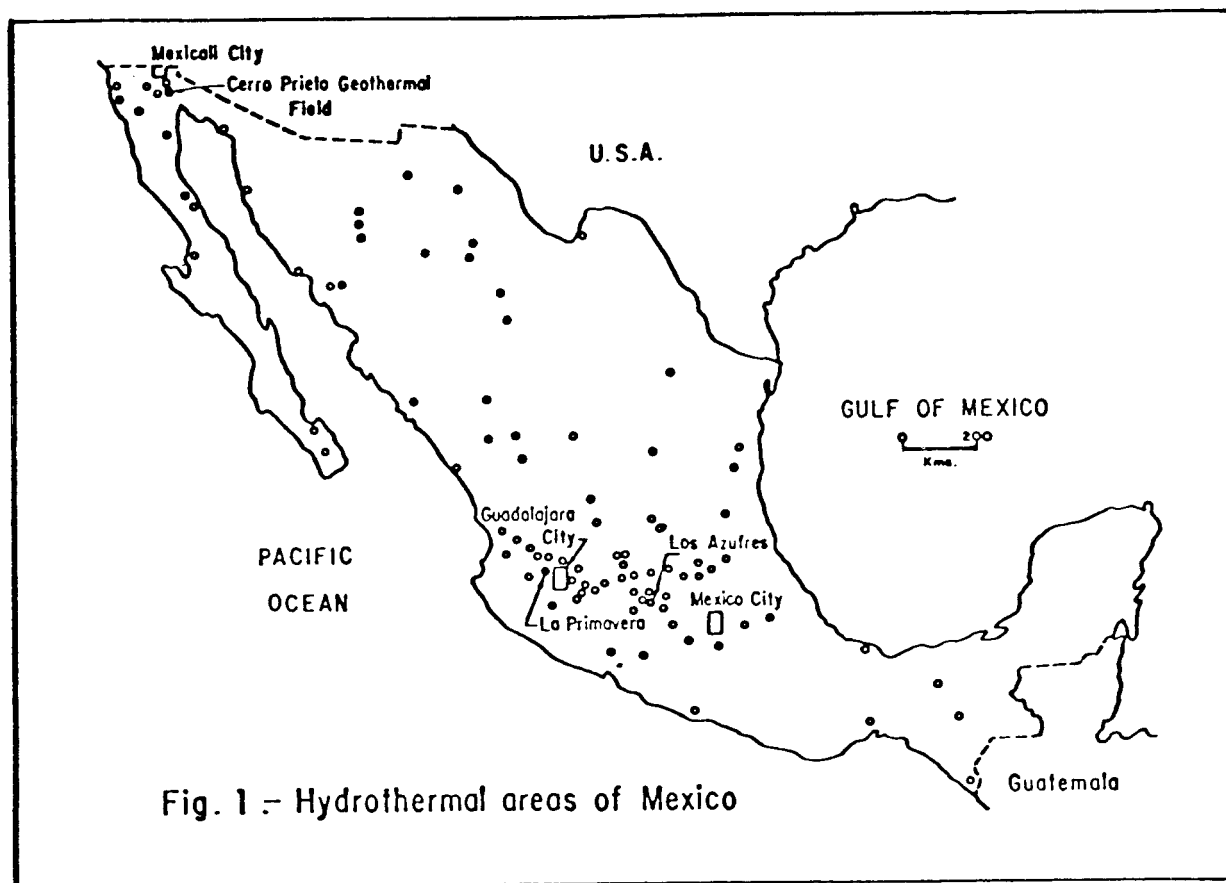 Mexicali City
Cerro Prieto Geothermal
Field
U.S.A.
GULF OF MEXICO
200
Kms.
Guadalajara
City
Los Azufres
PACIFIC
OCEAN
Mexico City
La Primavera
Guatemala
Fig. 1.- Hydrothermal areas of Mexico